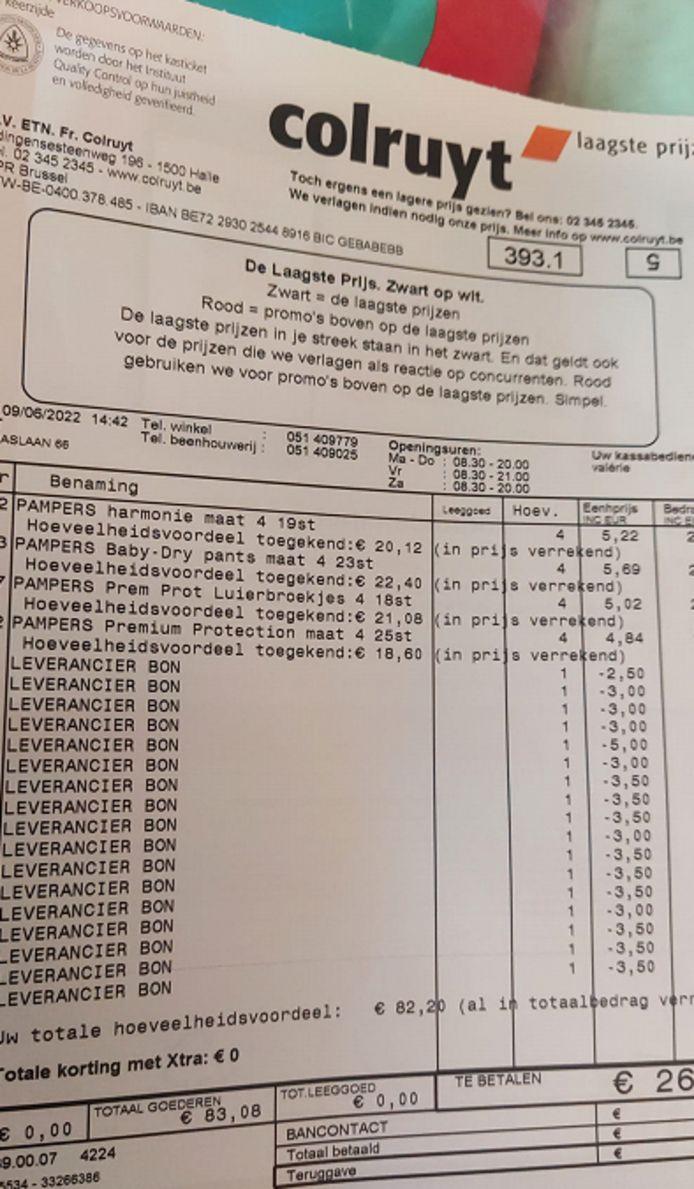 keerzijde
VERKOOPSVOORWAARDEN:
De gegevens op het kasticket
worden door het Instituut
Quality Control op hun juistheid
en volledigheid geverifieerd.
colruyt laagste prij
.V. ETN. Fr. Colruyt
dingensesteenweg 196 - 1500 Halle
l. 02 345 2345 - www.colruyt.be
PR Brussel
TW-BE-0400.378.485 - IBAN BE72 2930 2544 8916 BIC GEBABEBB
Toch ergens een lagere prijs gezien? Bel ons: 02 345 2345.
We verlagen indien nodig onze prijs. Meer info op www.colruyt.be
393.1 9
De Laagste Prijs. Zwart op wit.
Zwart = de laagste prijzen
Rood = promo's boven op de laagste prijzen
De laagste prijzen in je streek staan in het zwart. En dat geldt ook
voor de prijzen die we verlagen als reactie op concurrenten. Rood
gebruiken we voor promo's boven op de laagste prijzen. Simpel.
09/06/2022 14:42 Tel. winkel : 051 409779
ASLAAN 66 Tel. beenhouwerij : 051 409025
Openingsuren:
Ma - Do : 08.30 - 20.00
Vr : 08.30 - 21.00
Za : 08.30 - 20.00
Uw kassabedien
valérie
r Benaming Leeggoed Hoev. Eenhprijs INC EUR Bedra INC E
2 PAMPERS harmonie maat 4 19st 4 5,22 2
Hoeveelheidsvoordeel toegekend:€ 20,12 (in prijs verrekend)
3 PAMPERS Baby-Dry pants maat 4 23st 4 5,69 2
Hoeveelheidsvoordeel toegekend:€ 22,40 (in prijs verrekend)
7 PAMPERS Prem Prot Luierbroekjes 4 18st 4 5,02 2
Hoeveelheidsvoordeel toegekend:€ 21,08 (in prijs verrekend)
2 PAMPERS Premium Protection maat 4 25st 4 4,84
Hoeveelheidsvoordeel toegekend:€ 18,60 (in prijs verrekend)
LEVERANCIER BON 1 -2,50
LEVERANCIER BON 1 -3,00
LEVERANCIER BON 1 -3,00
LEVERANCIER BON 1 -3,00
LEVERANCIER BON 1 -5,00
LEVERANCIER BON 1 -3,00
LEVERANCIER BON 1 -3,50
LEVERANCIER BON 1 -3,50
LEVERANCIER BON 1 -3,50
LEVERANCIER BON 1 -3,00
LEVERANCIER BON 1 -3,50
LEVERANCIER BON 1 -3,50
LEVERANCIER BON 1 -3,50
LEVERANCIER BON 1 -3,00
LEVERANCIER BON 1 -3,50
LEVERANCIER BON 1 -3,50
LEVERANCIER BON 1 -3,50
Uw totale hoeveelheidsvoordeel: € 82,20 (al in totaalbedrag verr
Totale korting met Xtra: € 0
€ 0,00 TOTAAL GOEDEREN € 83,08 TOT.LEEGGOED € 0,00 TE BETALEN € 26
BANCONTACT €
Totaal betaald €
Teruggave €
39.00.07 4224
5534 - 33266386